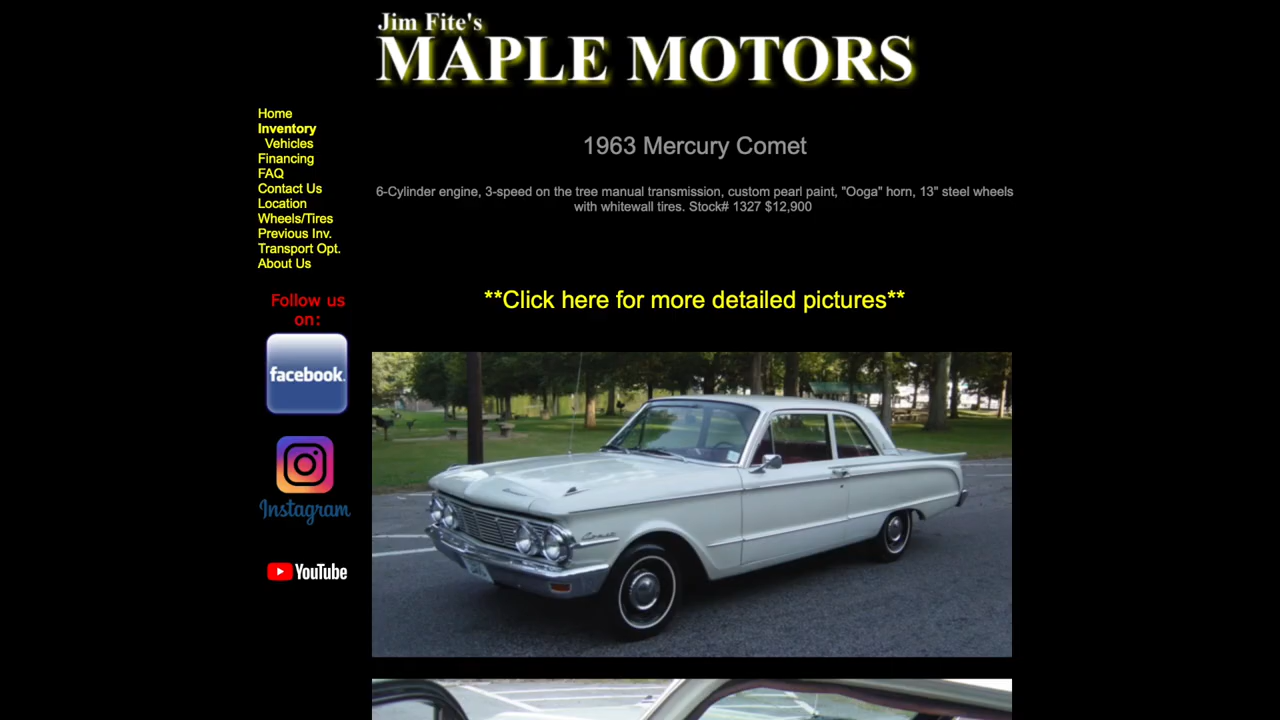 Jim Fite's
MAPLE MOTORS
Home
Inventory
Vehicles
Financing
FAQ
Contact Us
Location
Wheels/Tires
Previous Inv.
Transport Opt.
About Us
Follow us
on:
facebook.
Instagram
YouTube
1963 Mercury Comet
6-Cylinder engine, 3-speed on the tree manual transmission, custom pearl paint, "Ooga" horn, 13" steel wheels
with whitewall tires. Stock# 1327 $12,900
**Click here for more detailed pictures**
Comet